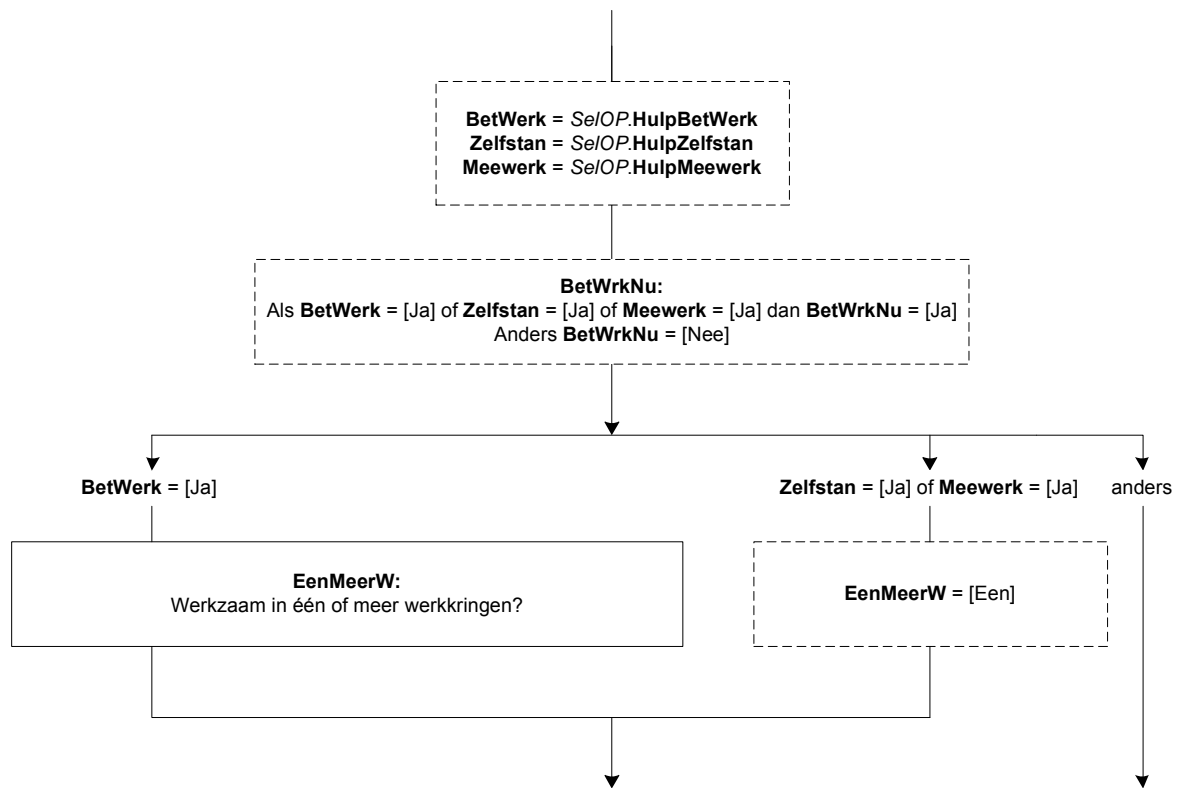 BetWerk = SelOP.HulpBetWerk
Zelfstan = SelOP.HulpZelfstan
Meewerk = SelOP.HulpMeewerk
BetWrkNu:
Als BetWerk = [Ja] of Zelfstan = [Ja] of Meewerk = [Ja] dan BetWrkNu = [Ja]
Anders BetWrkNu = [Nee]
BetWerk = [Ja]
Zelfstan = [Ja] of Meewerk = [Ja]
anders
EenMeerW:
Werkzaam in één of meer werkkringen?
EenMeerW = [Een]